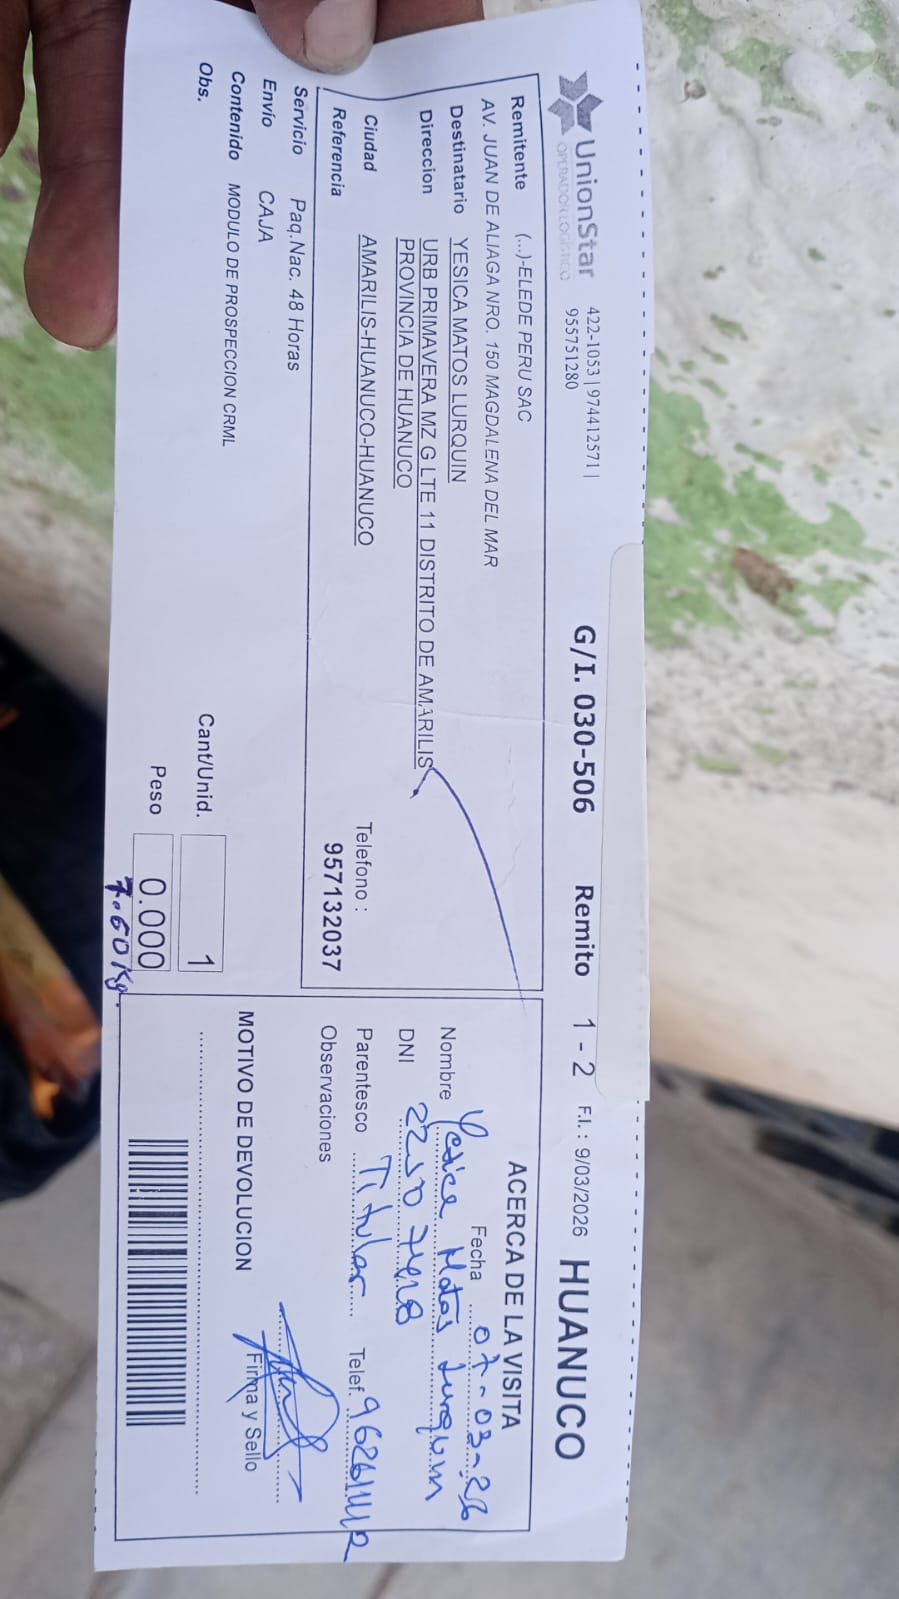 UnionStar
OPERADOR LOGÍSTICO
422-1053 | 974412571 |
955751280
G/I. 030-506 Remito 1 - 2 F.I.: 9/03/2026 HUANUCO
Remitente (...)-ELEDE PERU SAC
AV. JUAN DE ALIAGA NRO. 150 MAGDALENA DEL MAR
Destinatario YESICA MATOS LURQUIN
Direccion URB PRIMAVERA MZ G LTE 11 DISTRITO DE AMARILIS
PROVINCIA DE HUANUCO
Ciudad AMARILIS-HUANUCO-HUANUCO
Telefono :
Referencia 957132037
Servicio Paq.Nac. 48 Horas
Envio CAJA
Contenido MODULO DE PROSPECCION CRML
Obs.
Cant/Unid. 1
Peso 0.000
7.60 Kg.
ACERCA DE LA VISITA
Fecha 07-03-26
Nombre Yesica Matos Lurquin
DNI
Parentesco Titular Telef.
Observaciones
MOTIVO DE DEVOLUCION
Firma y Sello